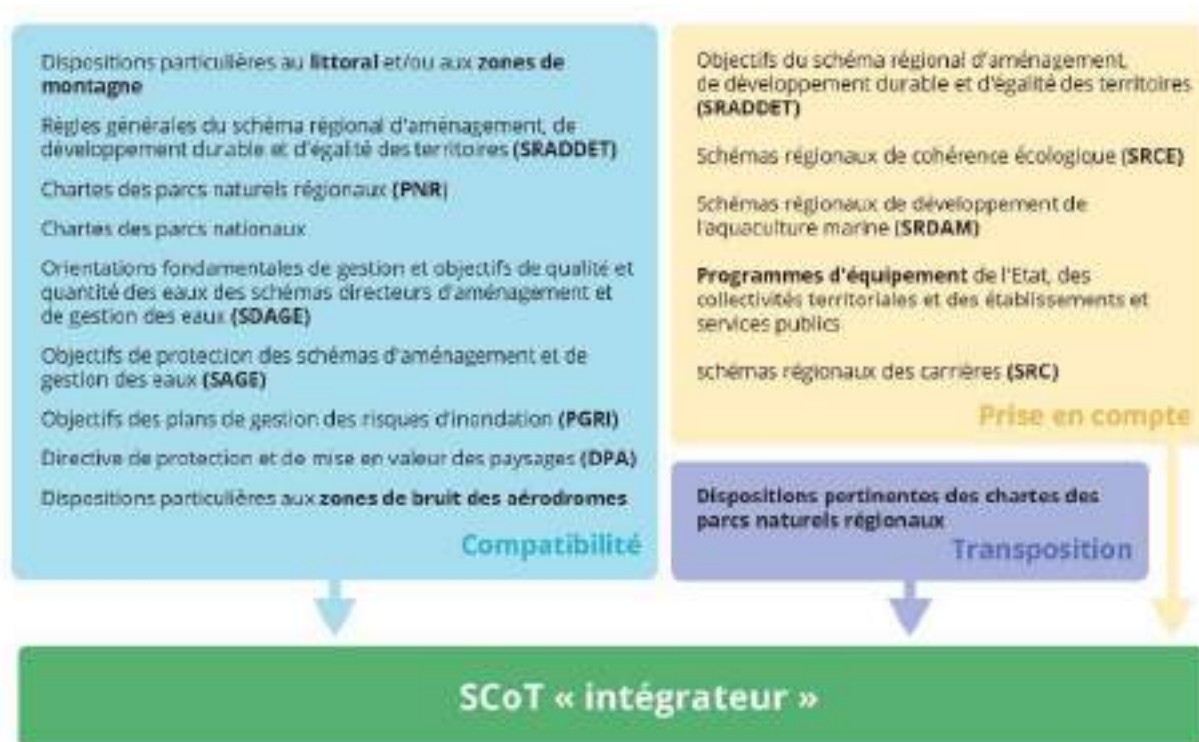 Dispositions particulières au littoral et/ou aux zones de
montagne
Règles générales du schéma régional d'aménagement, de
développement durable et d'égalité des territoires (SRADDET)
Chartes des parcs naturels régionaux (PNR)
Chartes des parcs nationaux
Orientations fondamentales de gestion et objectifs de qualité et
quantité des eaux des schémas directeurs d'aménagement et
de gestion des eaux (SDAGE)
Objectifs de protection des schémas d'aménagement et de
gestion des eaux (SAGE)
Objectifs des plans de gestion des risques d'inondation (PGRI)
Directive de protection et de mise en valeur des paysages (DPA)
Dispositions particulières aux zones de bruit des aérodromes
Compatibilité
Objectifs du schéma régional d'aménagement,
de développement durable et d'égalité des territoires
(SRADDET)
Schémas régionaux de cohérence écologique (SRCE)
Schémas régionaux de développement de
l'aquaculture marine (SRDAM)
Programmes d'équipement de l'Etat, des
collectivités territoriales et des établissements et
services publics
schémas régionaux des carrières (SRC)
Prise en compte
Dispositions pertinentes des chartes des
parcs naturels régionaux
Transposition
SCoT « intégrateur »